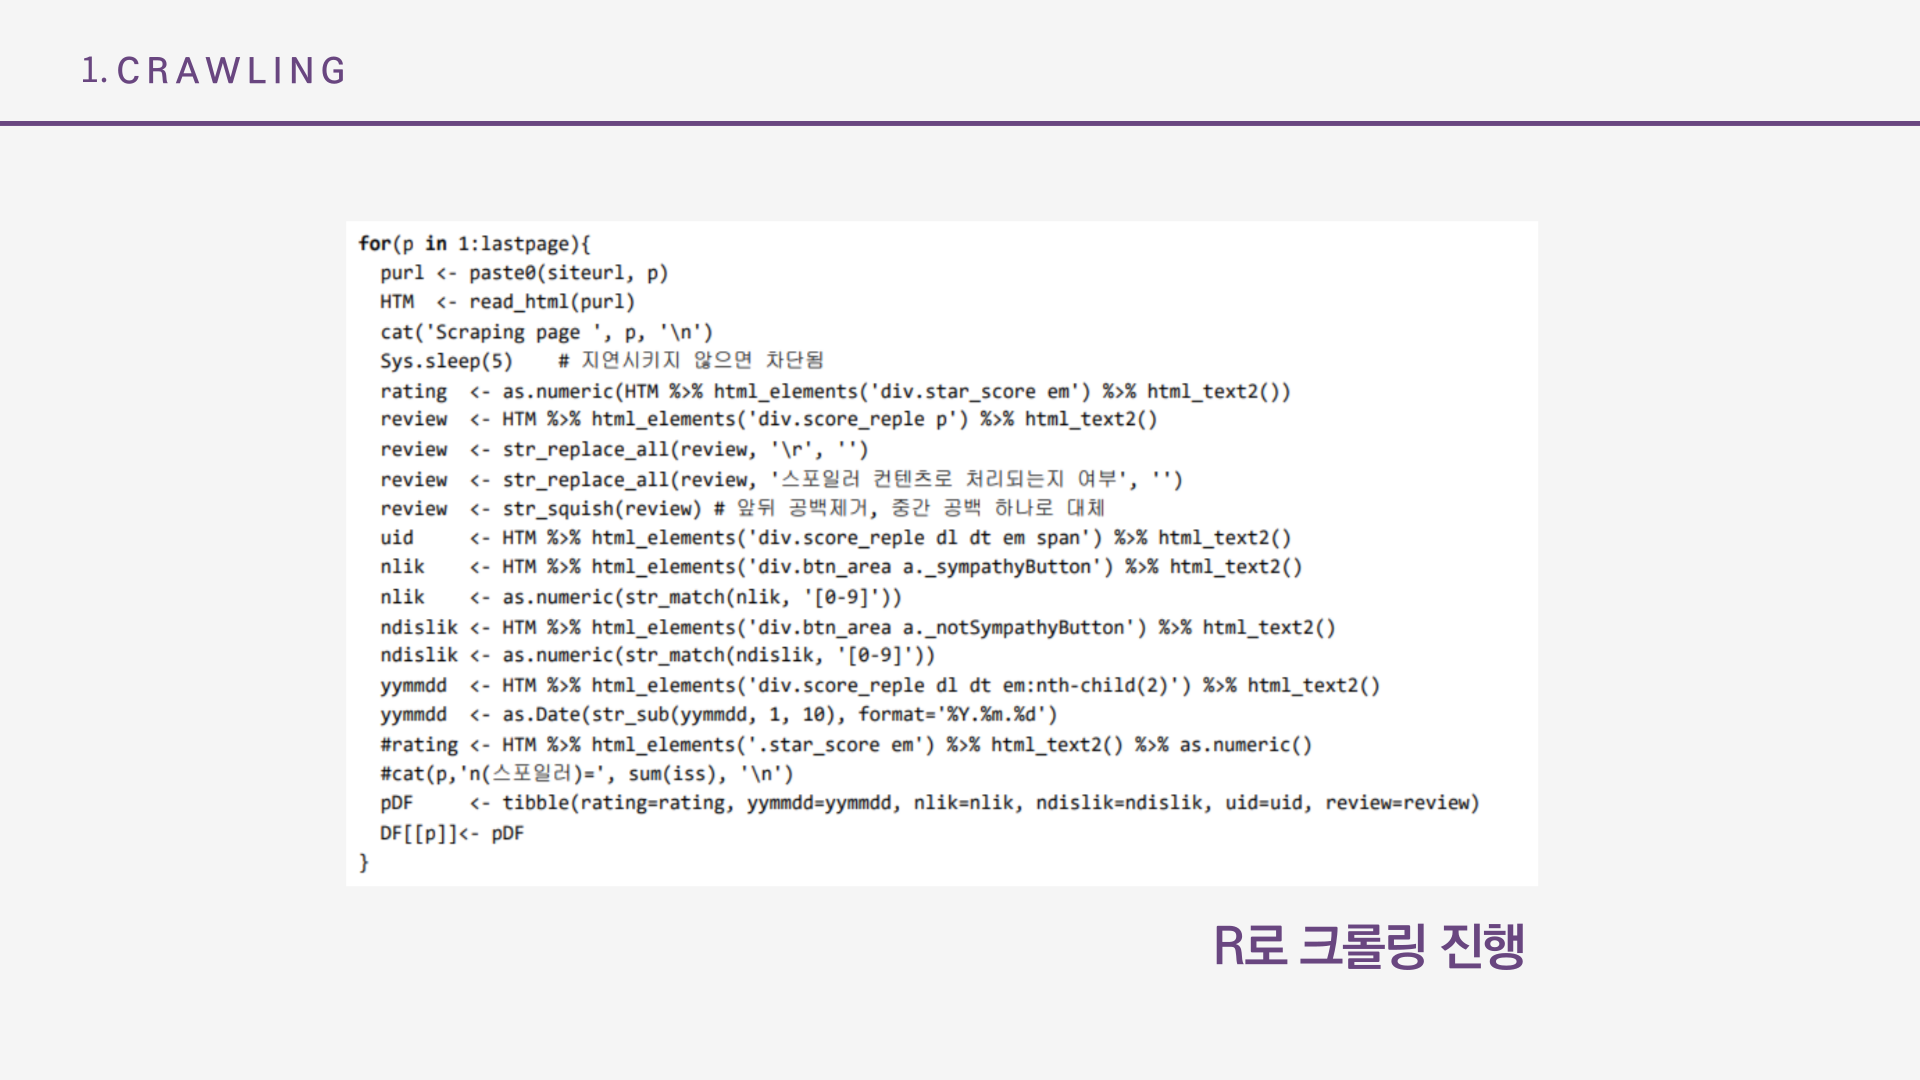 1. CRAWLING
for(p in 1:lastpage){
  purl <- paste0(siteurl, p)
  HTM  <- read_html(purl)
  cat('Scraping page ', p, '\n')
  Sys.sleep(5)    # 지연시키지 않으면 차단됨
  rating  <- as.numeric(HTM %>% html_elements('div.star_score em') %>% html_text2())
  review  <- HTM %>% html_elements('div.score_reple p') %>% html_text2()
  review  <- str_replace_all(review, '\r', '')
  review  <- str_replace_all(review, '스포일러 컨텐츠로 처리되는지 여부', '')
  review  <- str_squish(review) # 앞뒤 공백제거, 중간 공백 하나로 대체
  uid     <- HTM %>% html_elements('div.score_reple dl dt em span') %>% html_text2()
  nlik    <- HTM %>% html_elements('div.btn_area a._sympathyButton') %>% html_text2()
  nlik    <- as.numeric(str_match(nlik, '[0-9]'))
  ndislik <- HTM %>% html_elements('div.btn_area a._notSympathyButton') %>% html_text2()
  ndislik <- as.numeric(str_match(ndislik, '[0-9]'))
  yymmdd  <- HTM %>% html_elements('div.score_reple dl dt em:nth-child(2)') %>% html_text2()
  yymmdd  <- as.Date(str_sub(yymmdd, 1, 10), format='%Y.%m.%d')
  #rating <- HTM %>% html_elements('.star_score em') %>% html_text2() %>% as.numeric()
  #cat(p,'n(스포일러)=', sum(iss), '\n')
  pDF     <- tibble(rating=rating, yymmdd=yymmdd, nlik=nlik, ndislik=ndislik, uid=uid, review=review)
  DF[[p]]<- pDF
}
R로 크롤링 진행